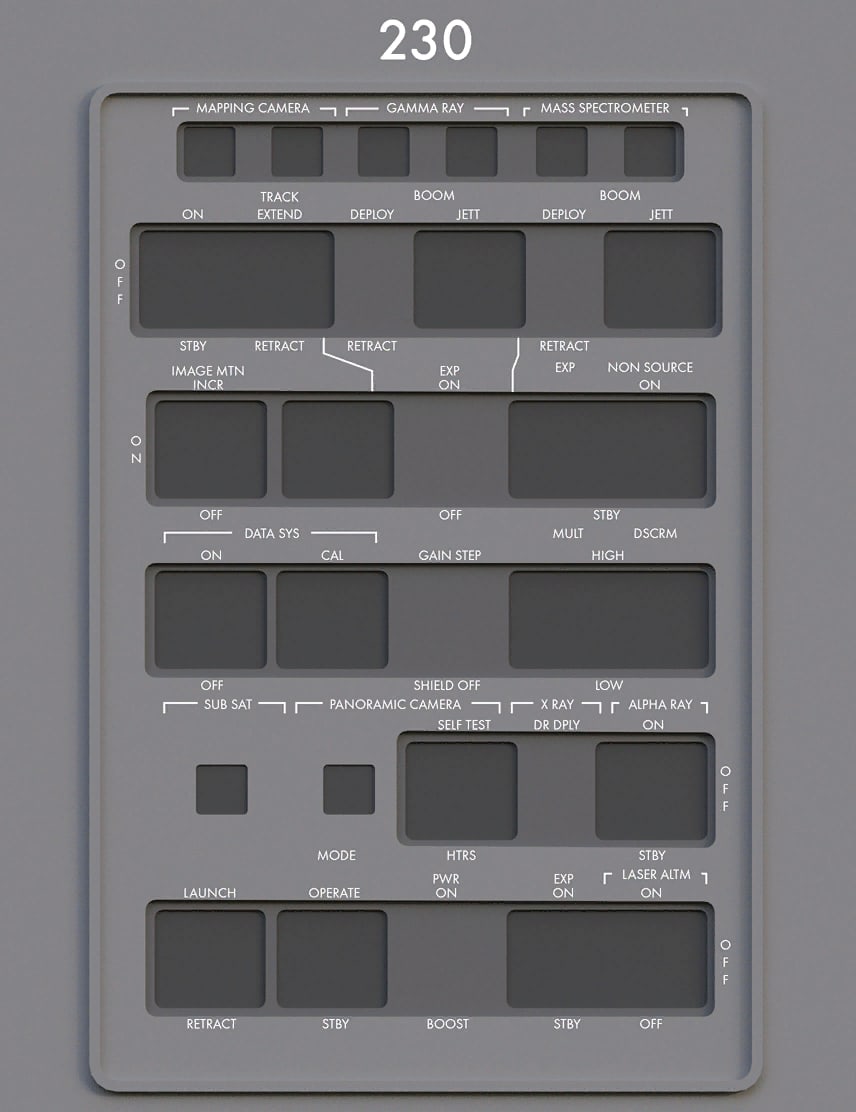 230
MAPPING CAMERA GAMMA RAY MASS SPECTROMETER
TRACK BOOM BOOM
ON EXTEND DEPLOY JETT DEPLOY JETT
OFF
STBY RETRACT RETRACT RETRACT
IMAGE MTN EXP EXP NON SOURCE
INCR ON ON
ON
OFF OFF STBY
DATA SYS MULT DSCRM
ON CAL GAIN STEP HIGH
OFF SHIELD OFF LOW
SUB SAT PANORAMIC CAMERA X RAY ALPHA RAY
SELF TEST DR DPLY ON
OFF
MODE HTRS STBY
PWR EXP LASER ALTM
LAUNCH OPERATE ON ON ON
OFF
RETRACT STBY BOOST STBY OFF